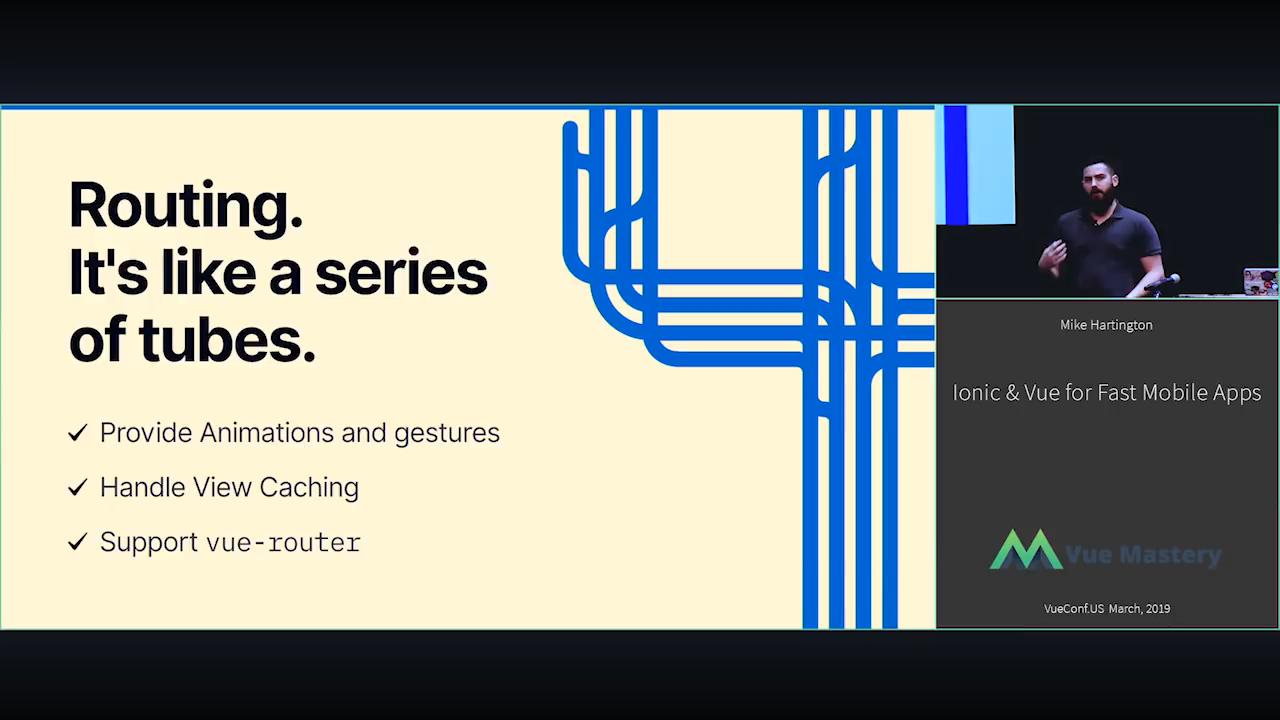 Routing.
It's like a series
of tubes.
Provide Animations and gestures
Handle View Caching
Support vue-router
Mike Hartington
Ionic & Vue for Fast Mobile Apps
Vue Mastery
VueConf.US March, 2019